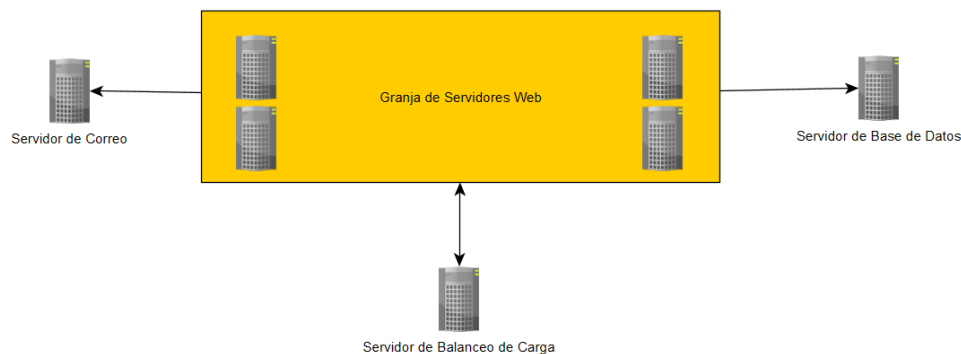 Granja de Servidores Web
Servidor de Correo
Servidor de Base de Datos
Servidor de Balanceo de Carga